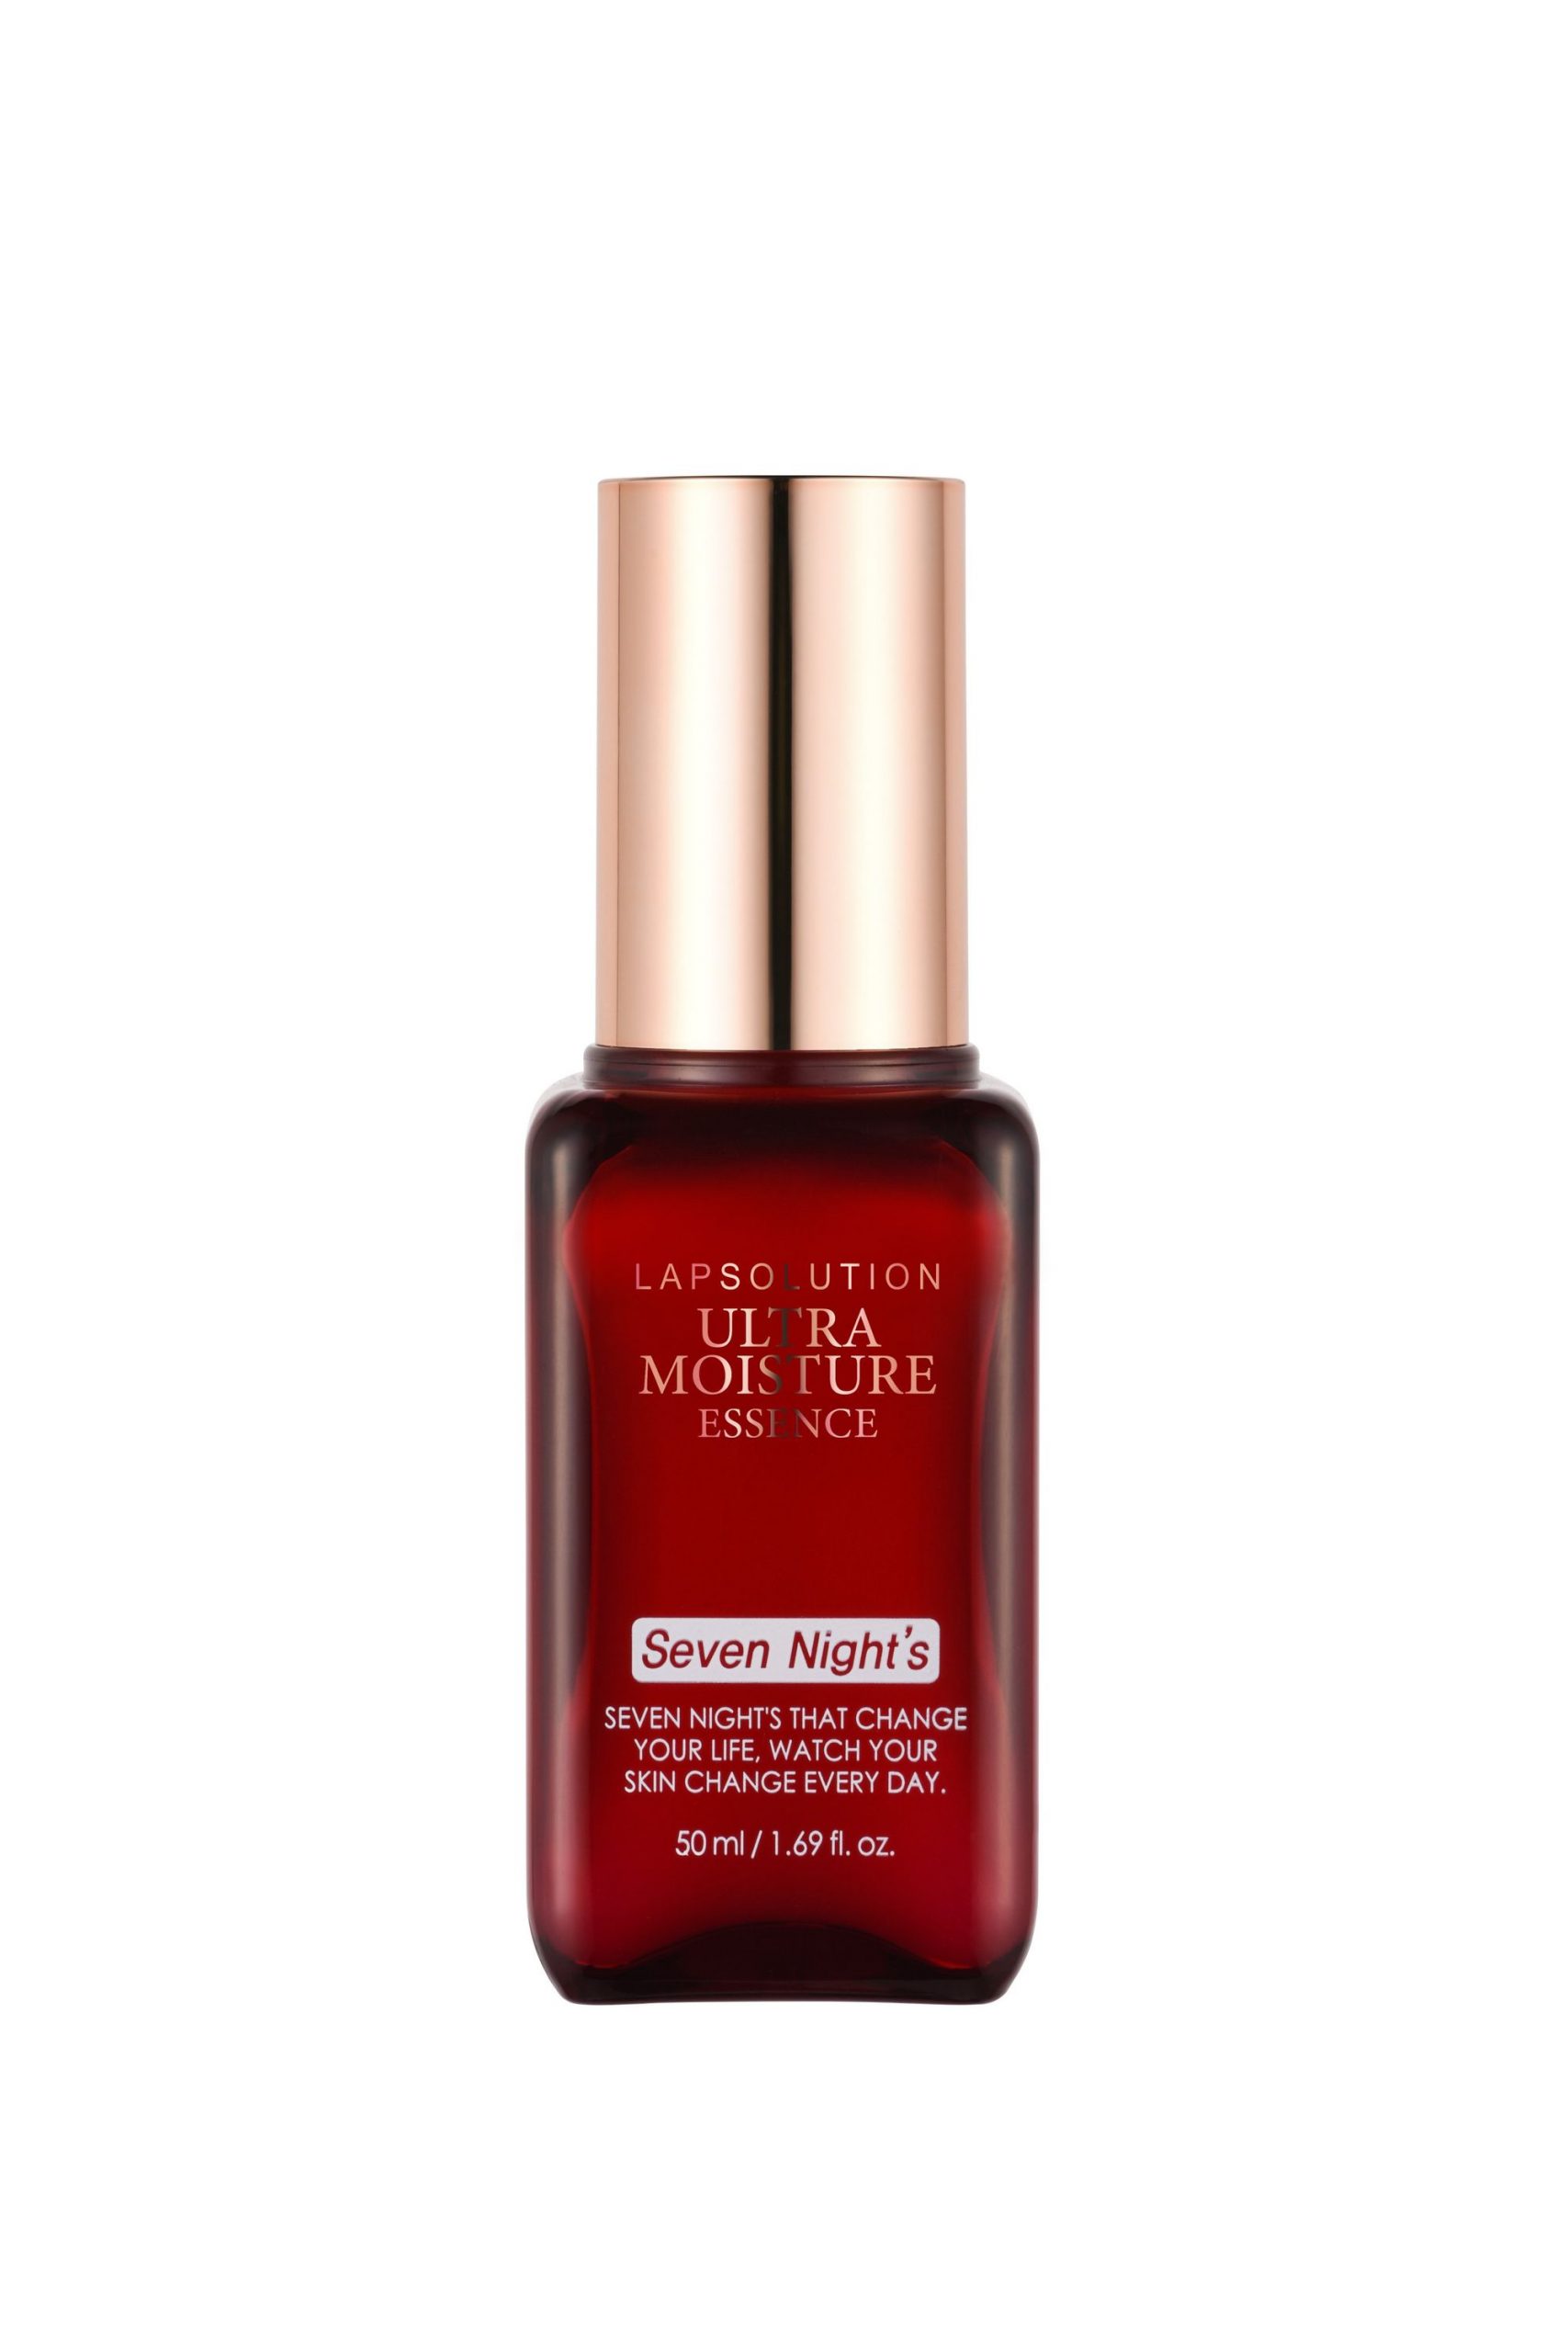 LAPSOLUTION
ULTRA
MOISTURE
ESSENCE
Seven Night's
SEVEN NIGHT'S THAT CHANGE
YOUR LIFE, WATCH YOUR
SKIN CHANGE EVERY DAY.
50 ml / 1.69 fl. oz.